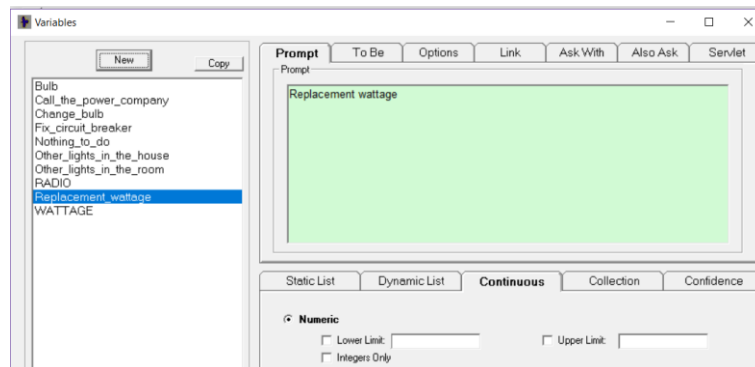 Variables
New
Copy
Bulb
Call_the_power_company
Change_bulb
Fix_circuit_breaker
Nothing_to_do
Other_lights_in_the_house
Other_lights_in_the_room
RADIO
Replacement_wattage
WATTAGE
Prompt To Be Options Link Ask With Also Ask Servlet
Prompt
Replacement wattage
Static List Dynamic List Continuous Collection Confidence
Numeric
Lower Limit: Upper Limit:
Integers Only